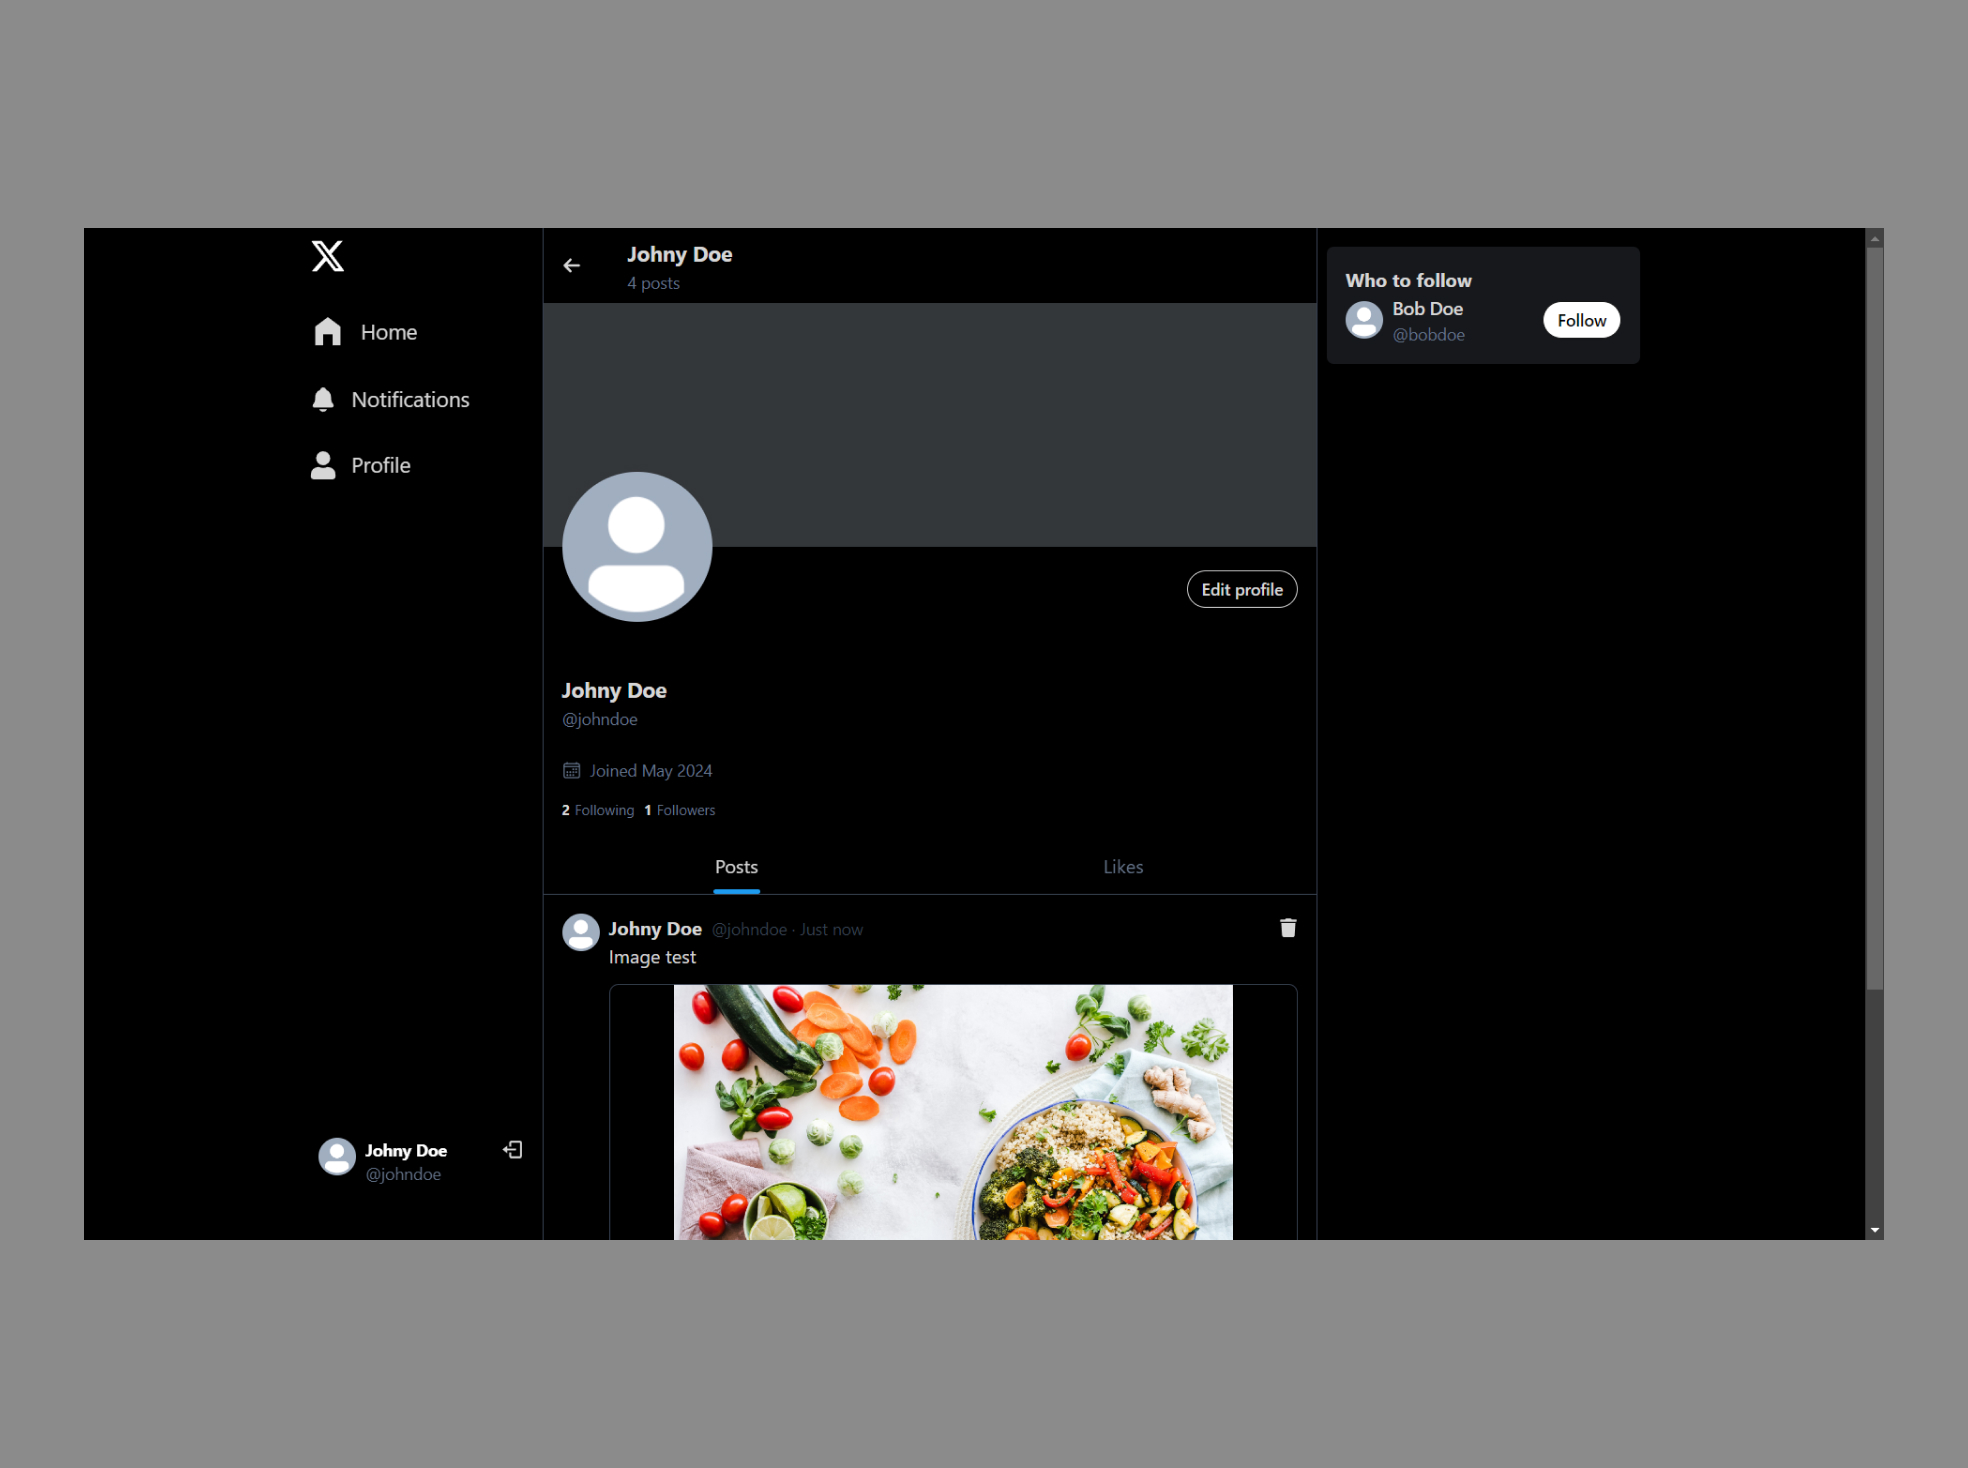 Home
Notifications
Profile
Johny Doe
@johndoe
Johny Doe
4 posts
Edit profile
Johny Doe
@johndoe
Joined May 2024
2 Following 1 Followers
Posts
Likes
Johny Doe @johndoe · Just now
Image test
Who to follow
Bob Doe
@bobdoe
Follow